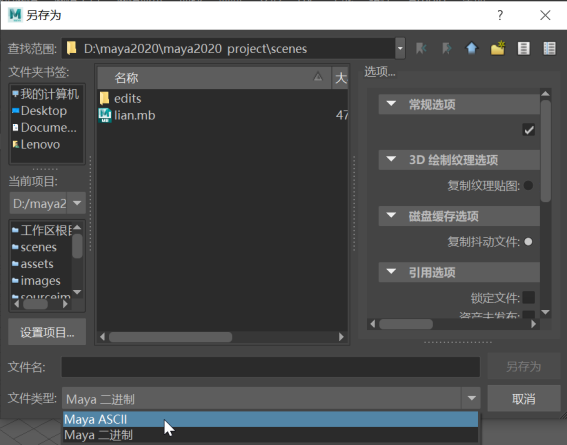 另存为
查找范围: D:\maya2020\maya2020 project\scenes
文件夹书签:
我的计算机
Desktop
Docume...
Lenovo
当前项目:
D:/maya2
工作区根目
scenes
assets
images
sourceim
设置项目...
名称 大
edits
lian.mb 47
选项...
常规选项
3D 绘制纹理选项
复制纹理贴图:
磁盘缓存选项
复制抖动文件:
引用选项
锁定文件:
资产未发布:
文件名: 另存为
文件类型: Maya 二进制 取消
Maya ASCII
Maya 二进制